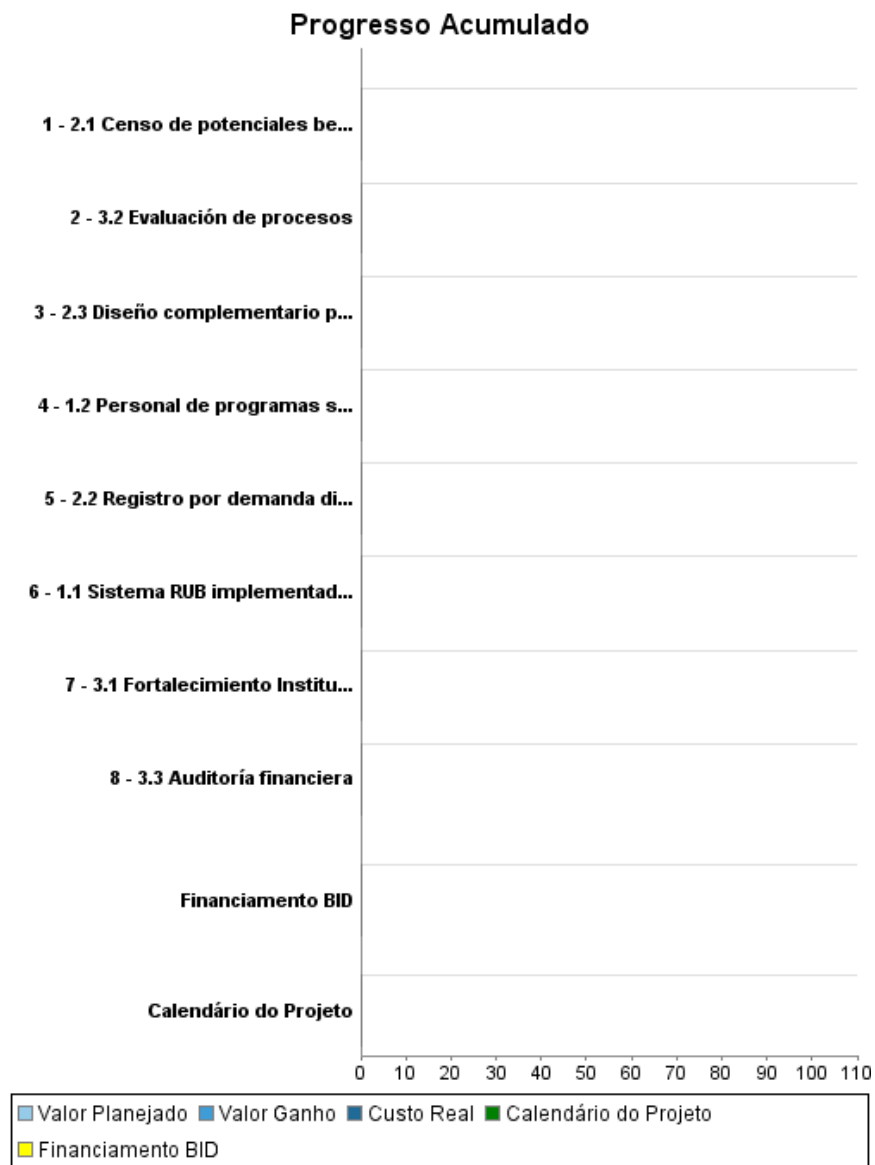 Progresso Acumulado
1 - 2.1 Censo de potenciales be...
2 - 3.2 Evaluación de procesos
3 - 2.3 Diseño complementario p...
4 - 1.2 Personal de programas s...
5 - 2.2 Registro por demanda di...
6 - 1.1 Sistema RUB implementad...
7 - 3.1 Fortalecimiento Institu...
8 - 3.3 Auditoría financiera
Financiamento BID
Calendário do Projeto
0 10 20 30 40 50 60 70 80 90 100 110
Valor Planejado Valor Ganho Custo Real Calendário do Projeto
Financiamento BID